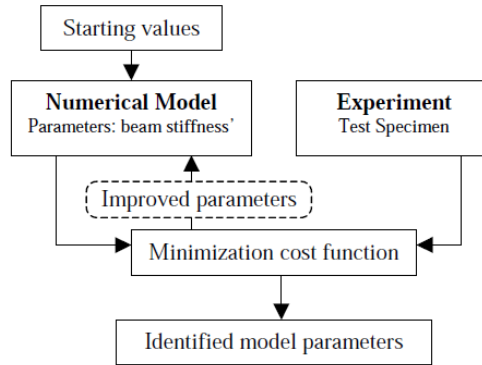 Starting values
Numerical Model
Parameters: beam stiffness’
Experiment
Test Specimen
Improved parameters
Minimization cost function
Identified model parameters